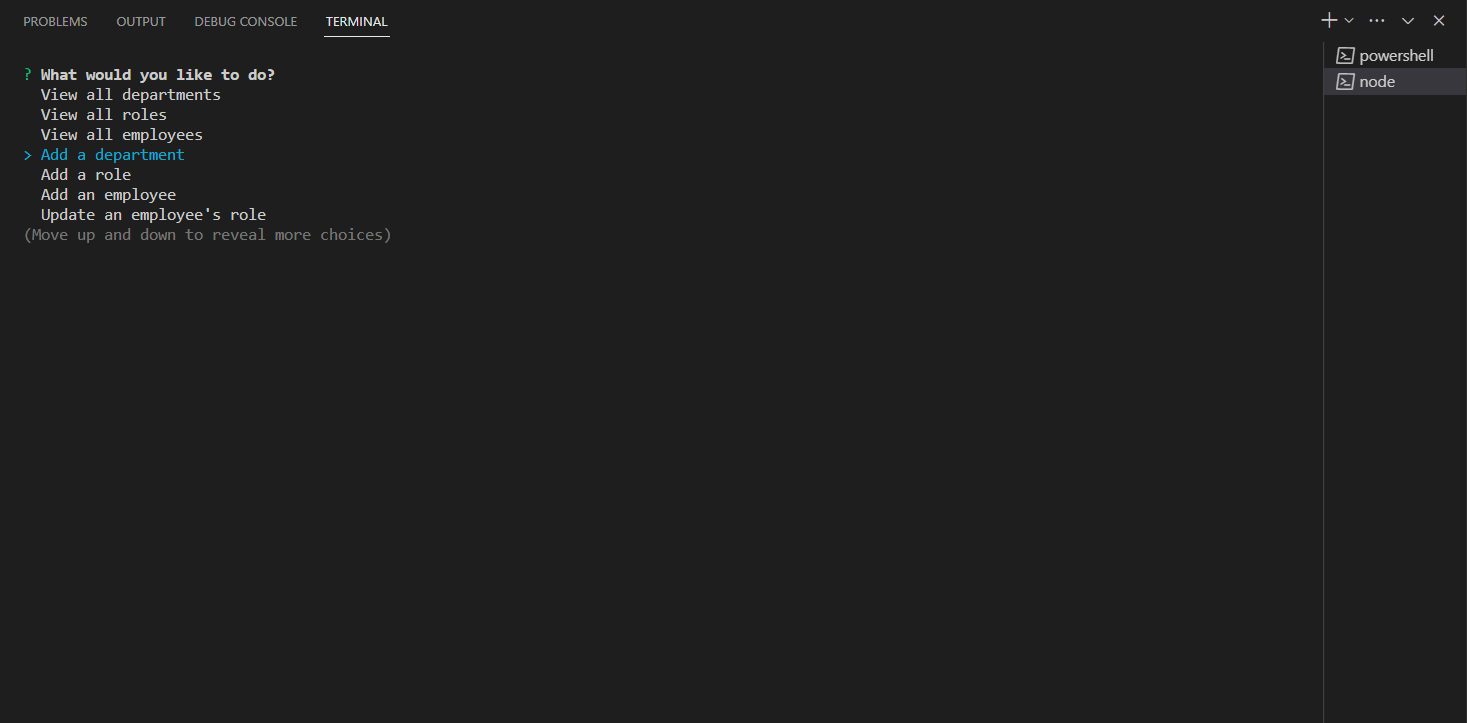 PROBLEMS OUTPUT DEBUG CONSOLE TERMINAL
? What would you like to do?
View all departments
View all roles
View all employees
> Add a department
Add a role
Add an employee
Update an employee's role
(Move up and down to reveal more choices)
powershell
node